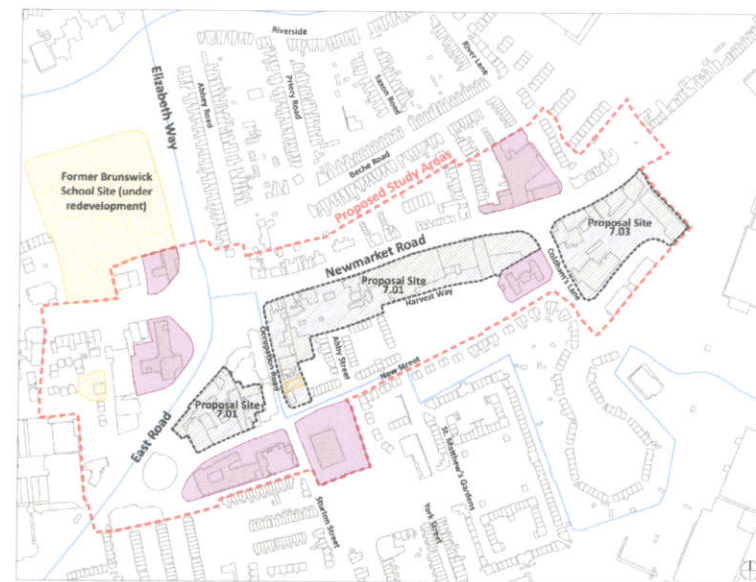 Riverside
River Lane
Elizabeth Way
Abbey Road
Priory Road
Saxon Road
Beche Road
Former Brunswick
School Site (under
redevelopment)
Proposed Study Areas
Proposal Site
7.03
Newmarket Road
Proposal Site
7.01
Harvest Way
Coldham's Lane
Occupation Road
Abby Street
New Street
Proposal Site
7.01
East Road
St. Matthew's Gardens
Sturton Street
York Street